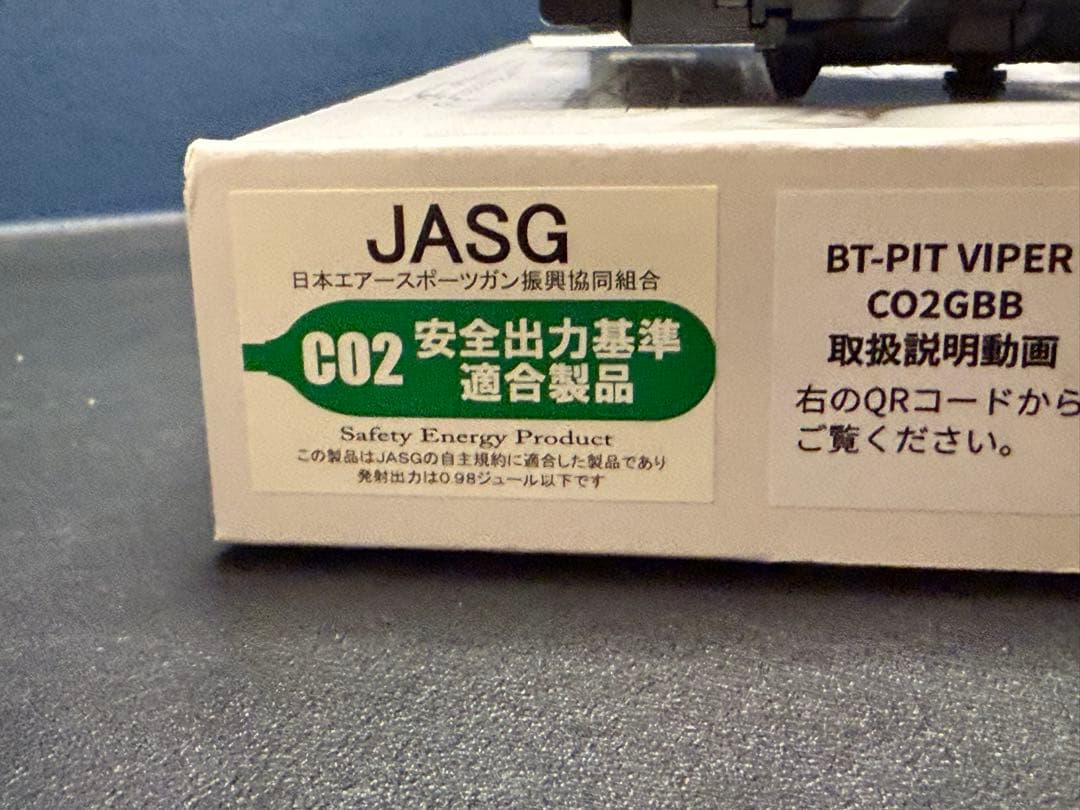 JASG
日本エアースポーツガン振興協同組合
CO2 安全出力基準
適合製品
Safety Energy Product
この製品はJASGの自主規約に適合した製品であり
発射出力は0.98ジュール以下です
BT-PIT VIPER
CO2GBB
取扱説明動画
右のQRコードから
ご覧ください。